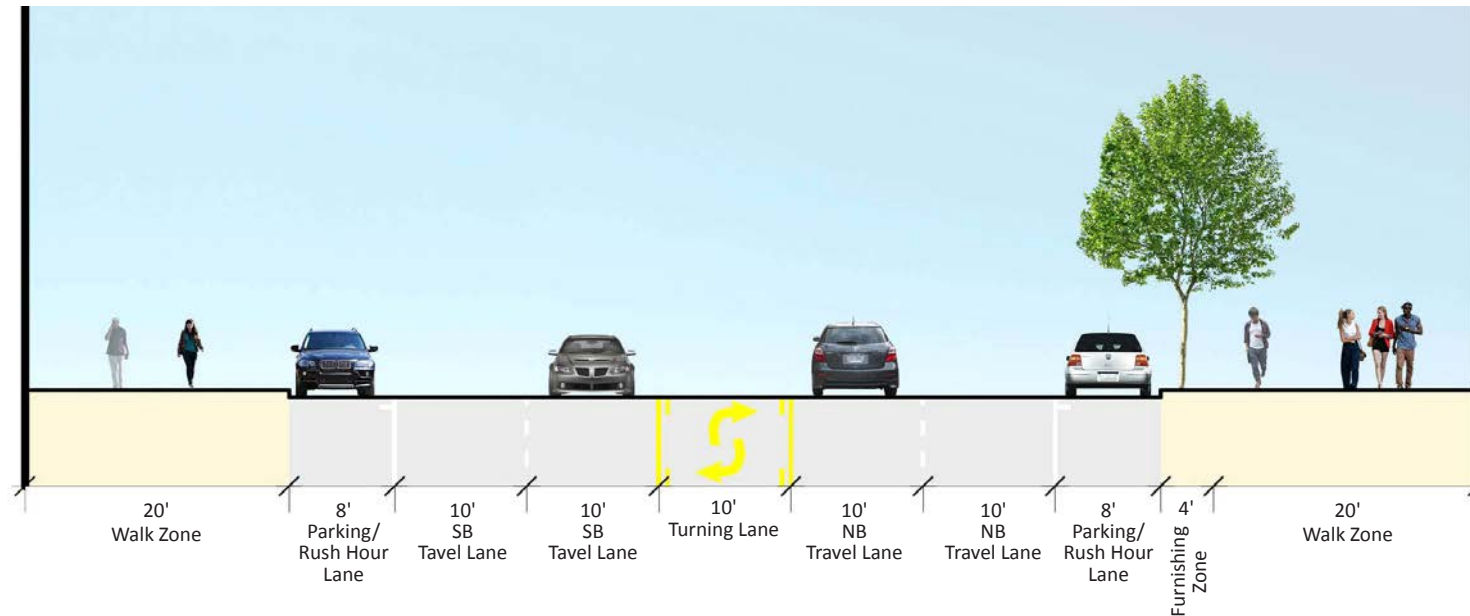 20'
Walk Zone
8'
Parking/
Rush Hour
Lane
10'
SB
Tavel Lane
10'
SB
Tavel Lane
10'
Turning Lane
10'
NB
Travel Lane
10'
NB
Travel Lane
8'
Parking/
Rush Hour
Lane
4'
Furnishing
Zone
20'
Walk Zone